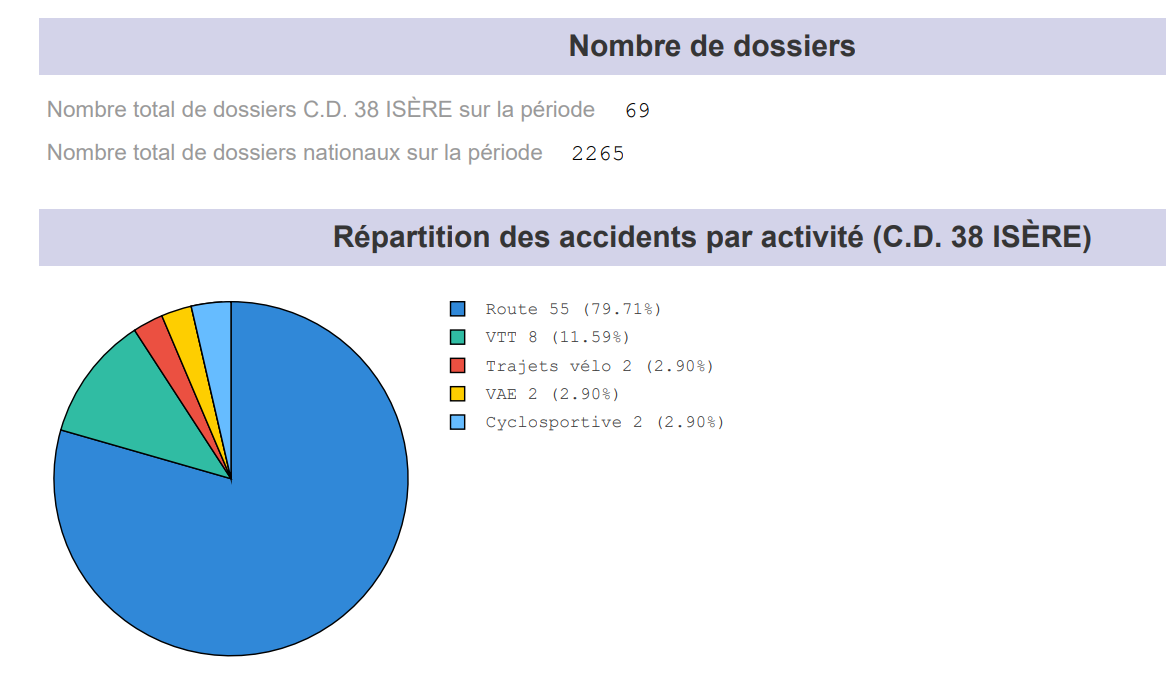 Nombre de dossiers
Nombre total de dossiers C.D. 38 ISÈRE sur la période 69
Nombre total de dossiers nationaux sur la période 2265
Répartition des accidents par activité (C.D. 38 ISÈRE)
Route 55 (79.71%)
VTT 8 (11.59%)
Trajets vélo 2 (2.90%)
VAE 2 (2.90%)
Cyclosportive 2 (2.90%)